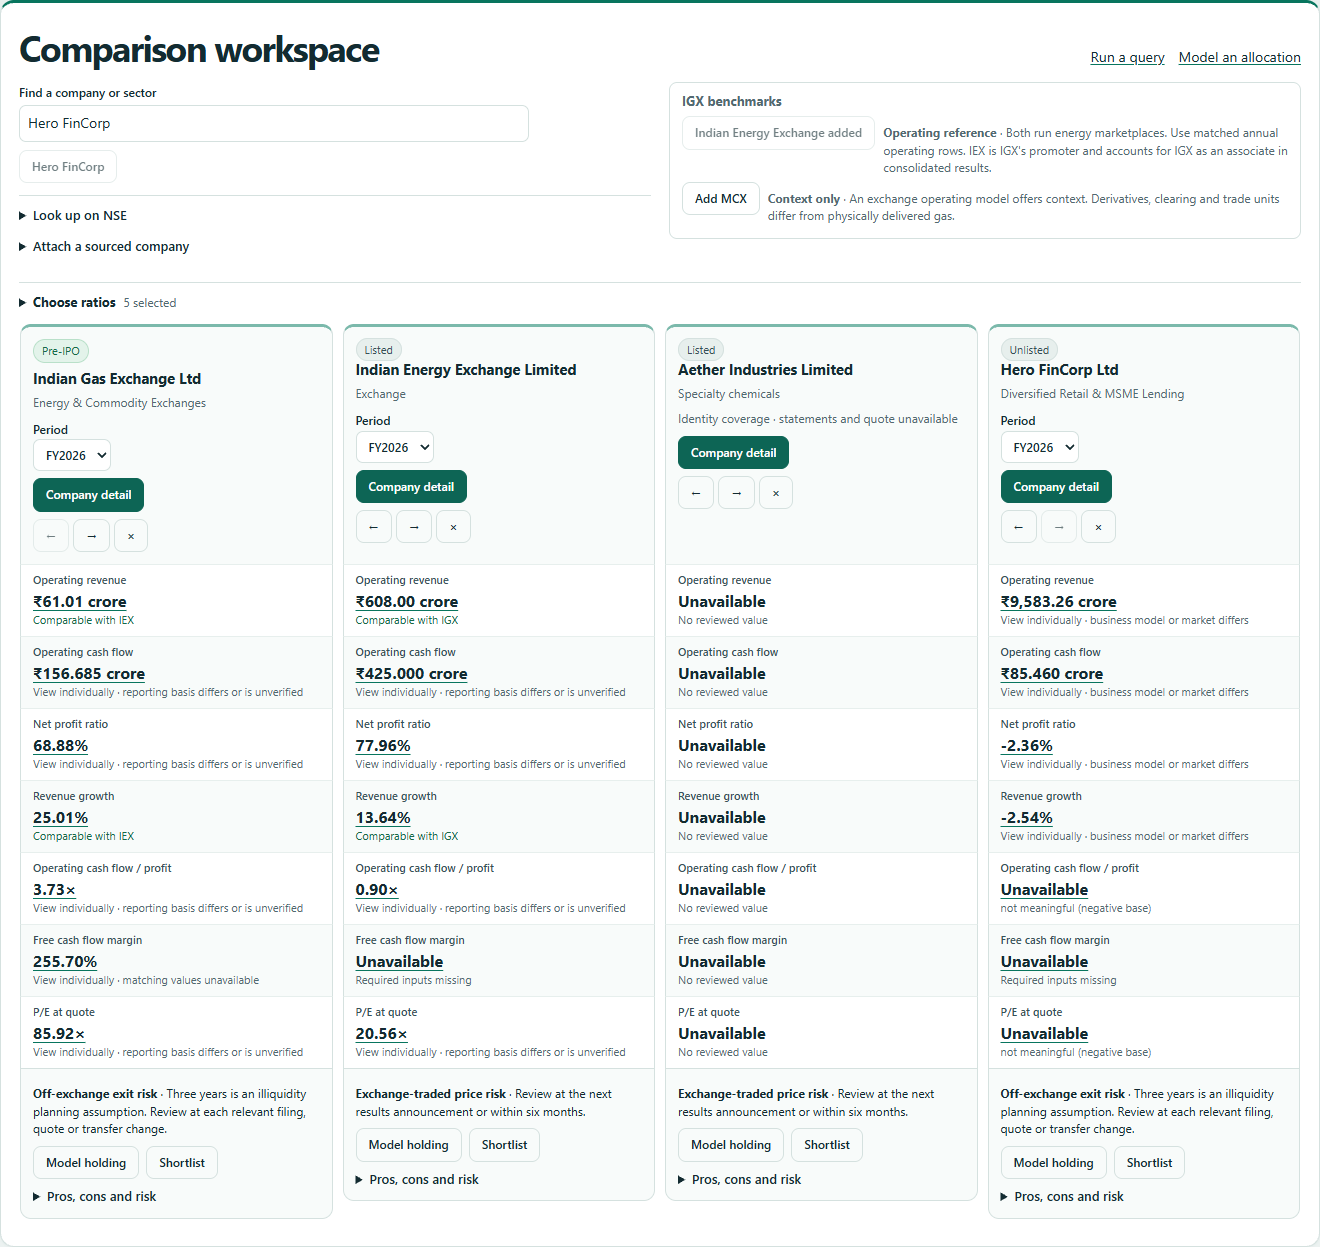 Comparison workspace
Run a query
Model an allocation
Find a company or sector
Hero FinCorp
Hero FinCorp
▶ Look up on NSE
▶ Attach a sourced company
IGX benchmarks
Indian Energy Exchange added
Operating reference · Both run energy marketplaces. Use matched annual
operating rows. IEX is IGX's promoter and accounts for IGX as an associate in
consolidated results.
Add MCX
Context only · An exchange operating model offers context. Derivatives, clearing and trade units
differ from physically delivered gas.
▶ Choose ratios 5 selected
Pre-IPO
Indian Gas Exchange Ltd
Energy & Commodity Exchanges
Period
FY2026
Company detail
← → ×
Operating revenue
₹61.01 crore
Comparable with IEX
Operating cash flow
₹156.685 crore
View individually · reporting basis differs or is unverified
Net profit ratio
68.88%
View individually · reporting basis differs or is unverified
Revenue growth
25.01%
Comparable with IEX
Operating cash flow / profit
3.73×
View individually · reporting basis differs or is unverified
Free cash flow margin
255.70%
View individually · matching values unavailable
P/E at quote
85.92×
View individually · reporting basis differs or is unverified
Off-exchange exit risk · Three years is an illiquidity
planning assumption. Review at each relevant filing,
quote or transfer change.
Model holding
Shortlist
▶ Pros, cons and risk
Listed
Indian Energy Exchange Limited
Exchange
Period
FY2026
Company detail
← → ×
Operating revenue
₹608.00 crore
Comparable with IGX
Operating cash flow
₹425.000 crore
View individually · reporting basis differs or is unverified
Net profit ratio
77.96%
View individually · reporting basis differs or is unverified
Revenue growth
13.64%
Comparable with IGX
Operating cash flow / profit
0.90×
View individually · reporting basis differs or is unverified
Free cash flow margin
Unavailable
Required inputs missing
P/E at quote
20.56×
View individually · reporting basis differs or is unverified
Exchange-traded price risk · Review at the next
results announcement or within six months.
Model holding
Shortlist
▶ Pros, cons and risk
Listed
Aether Industries Limited
Specialty chemicals
Identity coverage · statements and quote unavailable
Company detail
← → ×
Operating revenue
Unavailable
No reviewed value
Operating cash flow
Unavailable
No reviewed value
Net profit ratio
Unavailable
No reviewed value
Revenue growth
Unavailable
No reviewed value
Operating cash flow / profit
Unavailable
No reviewed value
Free cash flow margin
Unavailable
No reviewed value
P/E at quote
Unavailable
No reviewed value
Exchange-traded price risk · Review at the next
results announcement or within six months.
Model holding
Shortlist
▶ Pros, cons and risk
Unlisted
Hero FinCorp Ltd
Diversified Retail & MSME Lending
Period
FY2026
Company detail
← → ×
Operating revenue
₹9,583.26 crore
View individually · business model or market differs
Operating cash flow
₹85.460 crore
View individually · business model or market differs
Net profit ratio
-2.36%
View individually · business model or market differs
Revenue growth
-2.54%
View individually · business model or market differs
Operating cash flow / profit
Unavailable
not meaningful (negative base)
Free cash flow margin
Unavailable
Required inputs missing
P/E at quote
Unavailable
not meaningful (negative base)
Off-exchange exit risk · Three years is an illiquidity
planning assumption. Review at each relevant filing,
quote or transfer change.
Model holding
Shortlist
▶ Pros, cons and risk